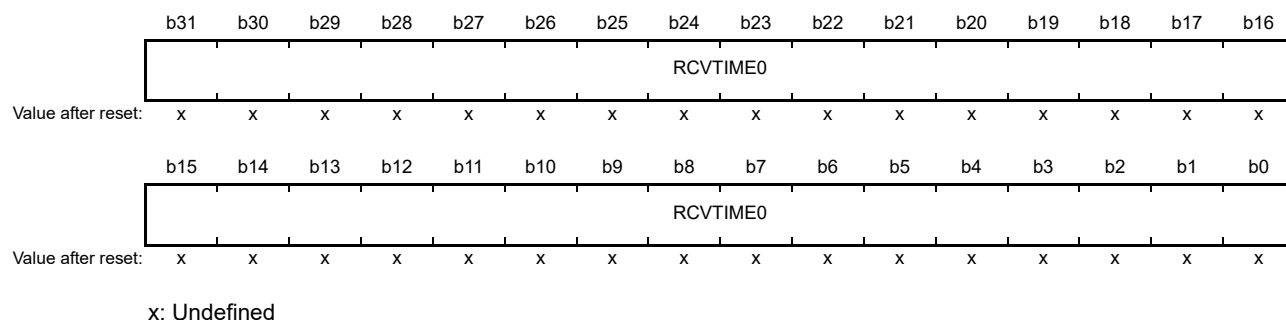 b31 b30 b29 b28 b27 b26 b25 b24 b23 b22 b21 b20 b19 b18 b17 b16
RCVTIME0
Value after reset: x x x x x x x x x x x x x x x x
b15 b14 b13 b12 b11 b10 b9 b8 b7 b6 b5 b4 b3 b2 b1 b0
RCVTIME0
Value after reset: x x x x x x x x x x x x x x x x
x: Undefined